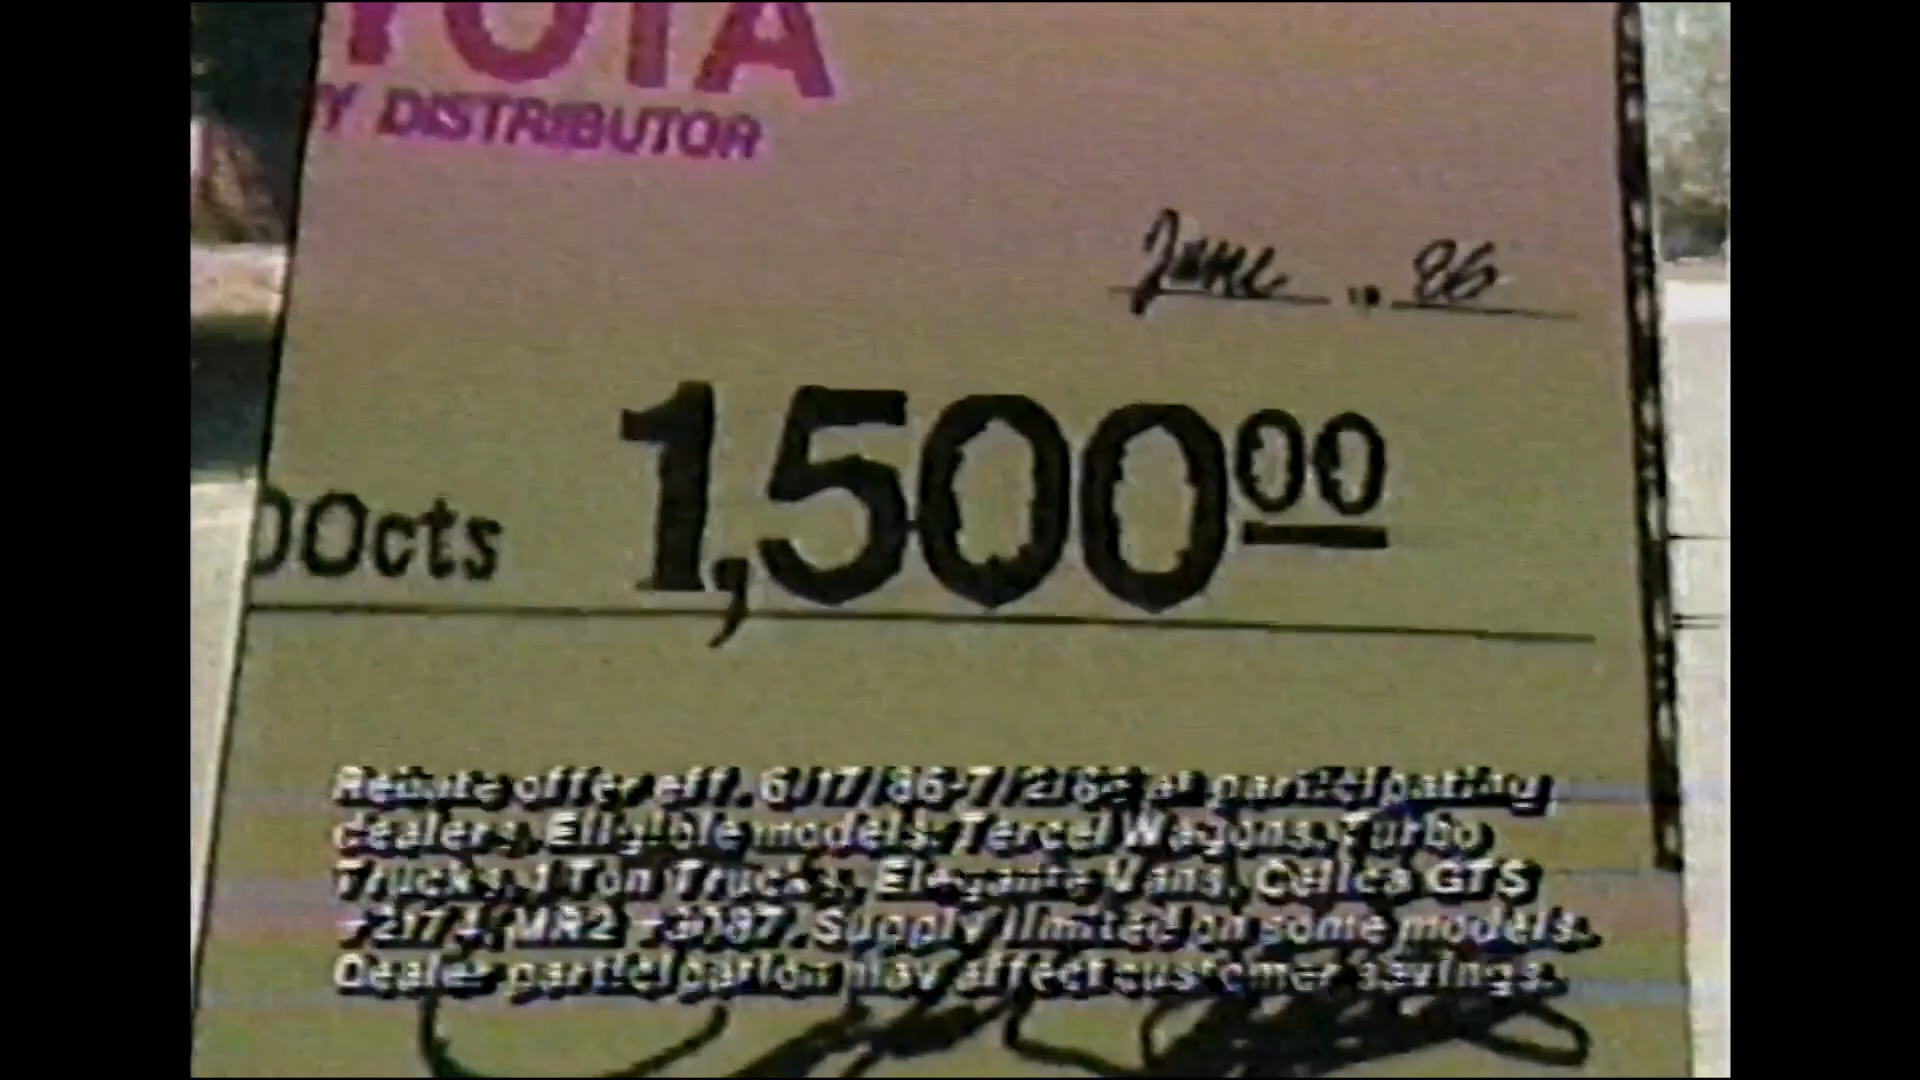 YOTA
Y DISTRIBUTOR
June 19 86
00cts 1,500 00
Rebate offer eff. 6/17/86-7/2/86 at participating
dealers. Eligible models: Tercel Wagons, Turbo
Trucks, 1 Ton Trucks, Elegante Vans, Celica GTS
MR2 Supply limited on some models.
Dealer participation may affect customer savings.